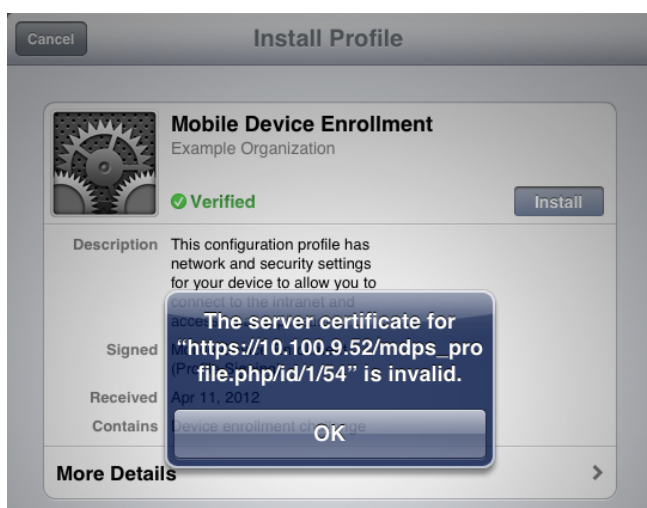 Cancel
Install Profile
Mobile Device Enrollment
Example Organization
Verified
Install
Description This configuration profile has
network and security settings
for your device to allow you to
connect to the intranet and
The server certificate for
“https://10.100.9.52/mdps_pro
file.php/id/1/54” is invalid.
Signed
Received Apr 11, 2012
Contains Device enrollment challenge
OK
More Details